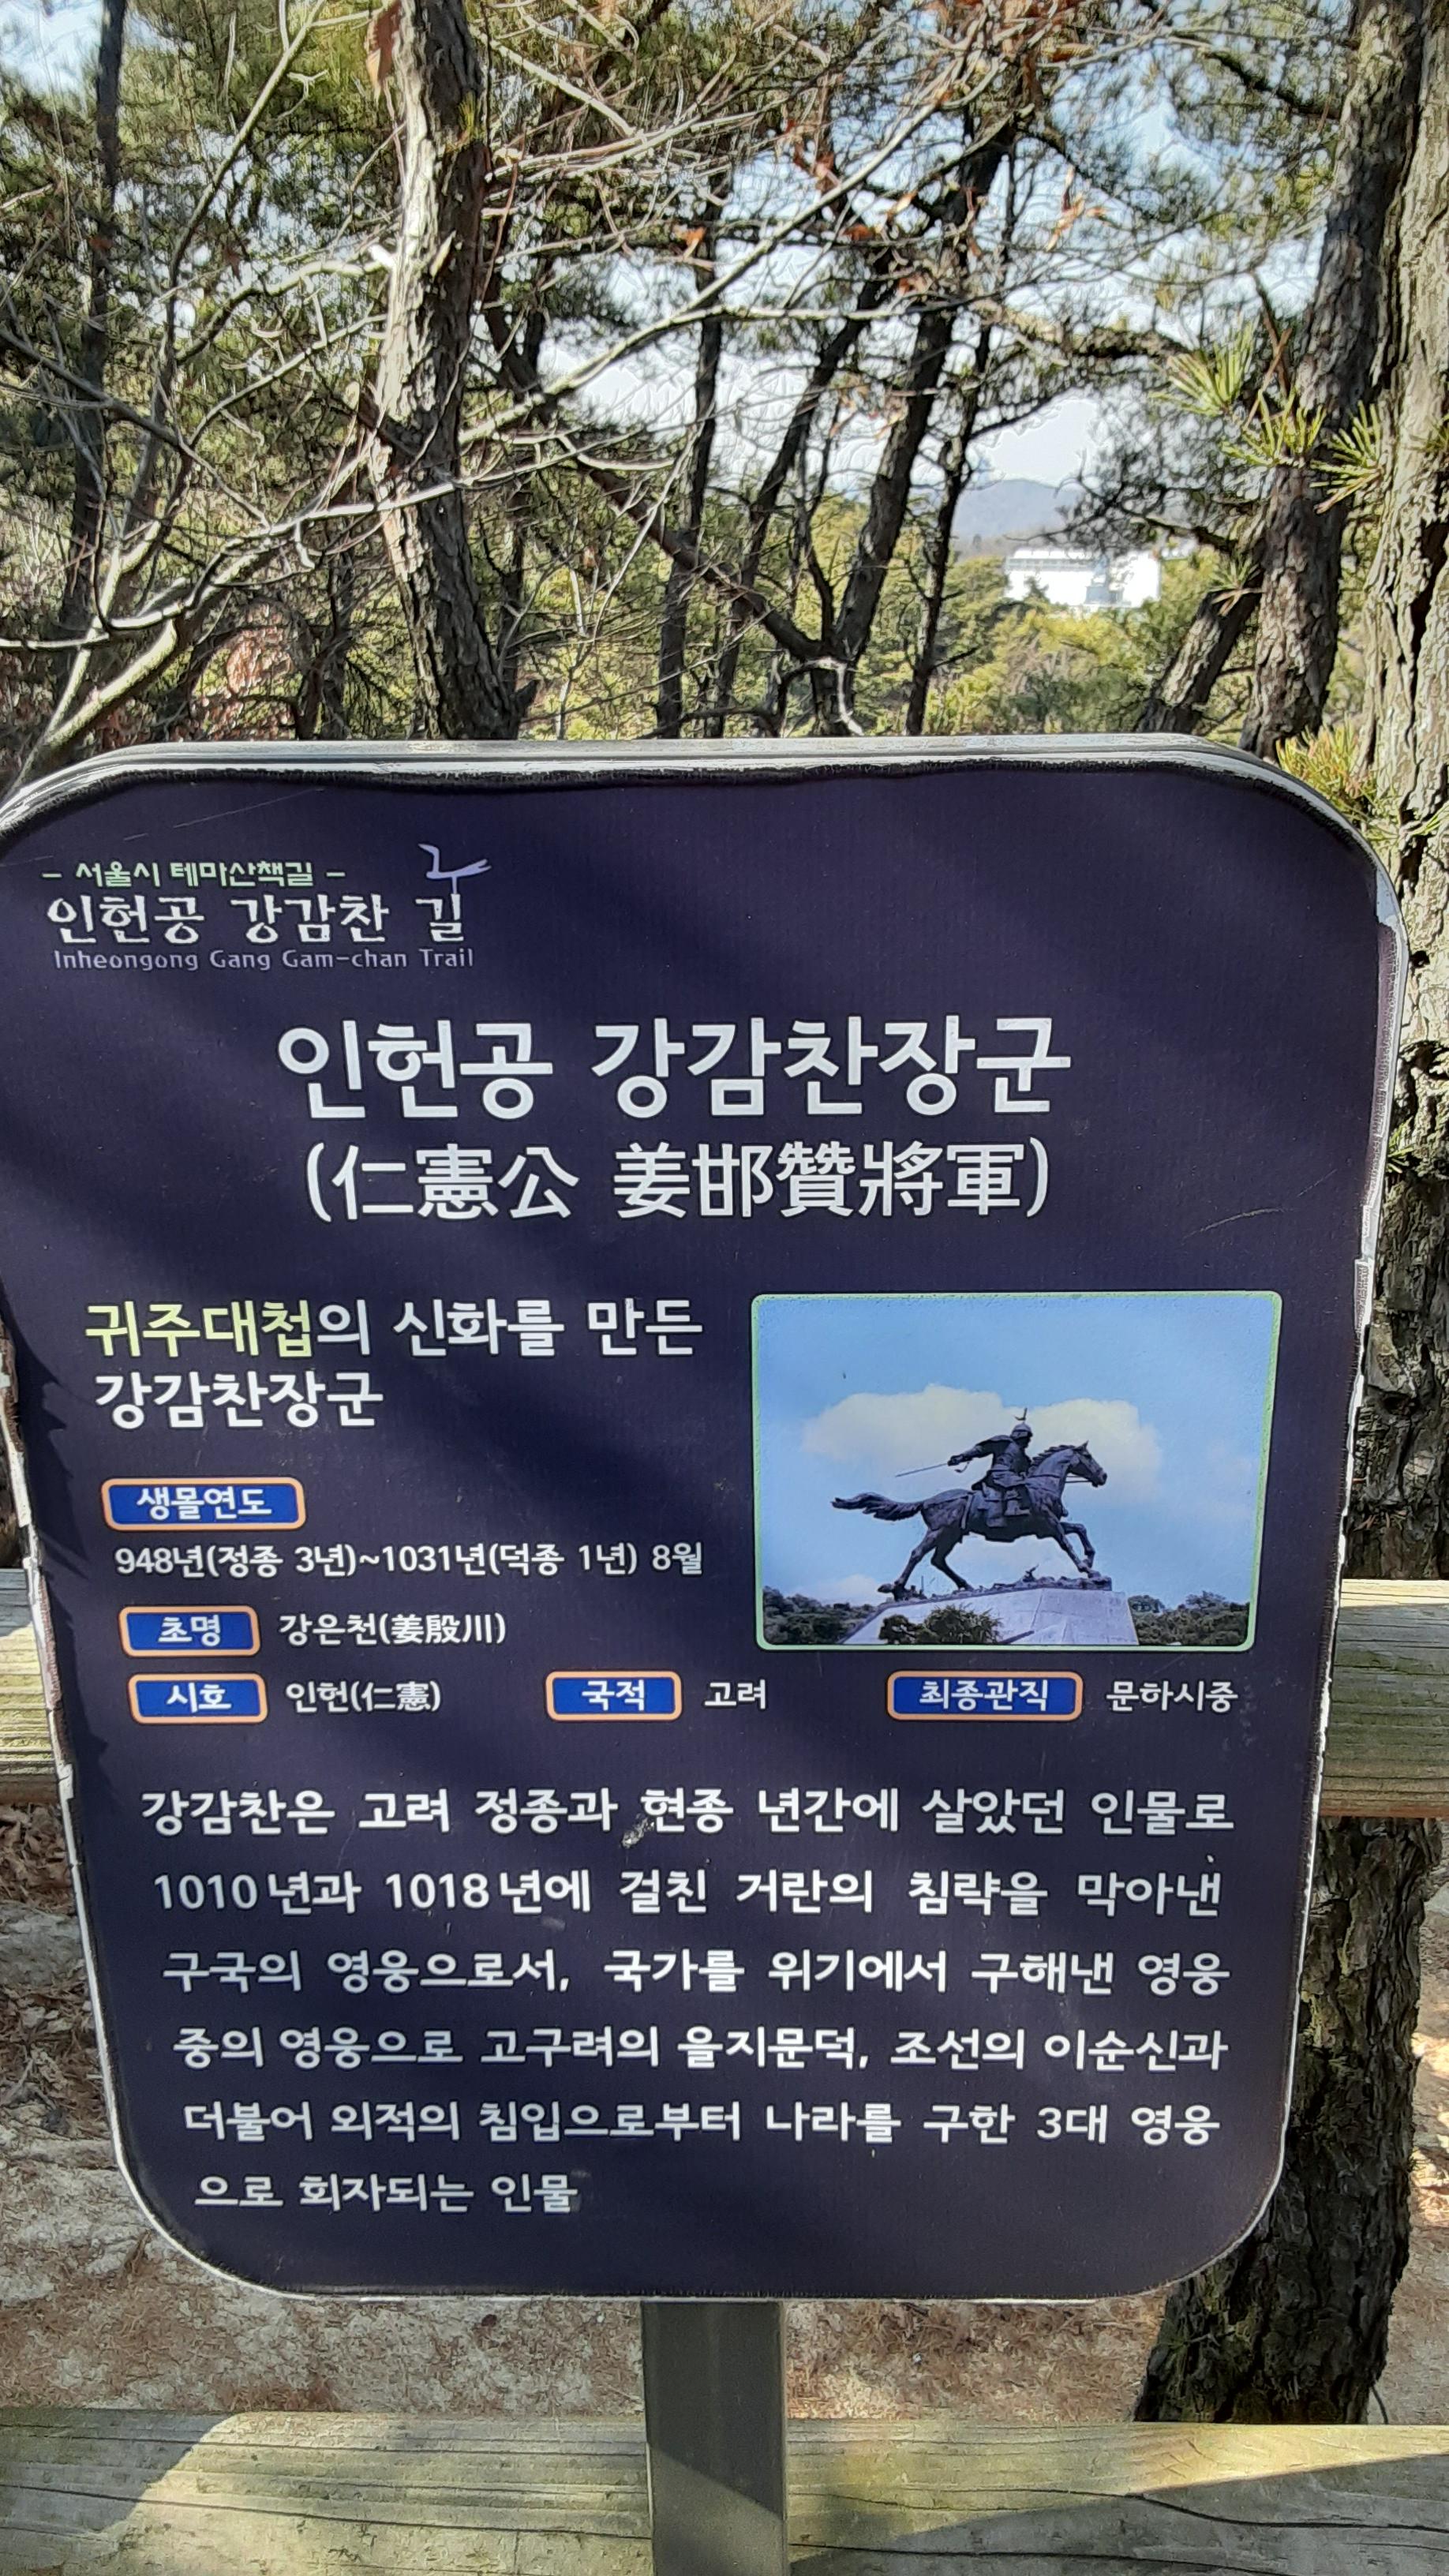 - 서울시 테마산책길 -
인헌공 강감찬 길
Inheongong Gang Gam-chan Trail
인헌공 강감찬장군
(仁憲公 姜邯贊將軍)
귀주대첩의 신화를 만든
강감찬장군
생몰연도
948년(정종 3년)~1031년(덕종 1년) 8월
초명 강은천(姜殷川)
시호 인헌(仁憲) 국적 고려 최종관직 문하시중
강감찬은 고려 정종과 현종 년간에 살았던 인물로
1010년과 1018년에 걸친 거란의 침략을 막아낸
구국의 영웅으로서, 국가를 위기에서 구해낸 영웅
중의 영웅으로 고구려의 을지문덕, 조선의 이순신과
더불어 외적의 침입으로부터 나라를 구한 3대 영웅
으로 회자되는 인물